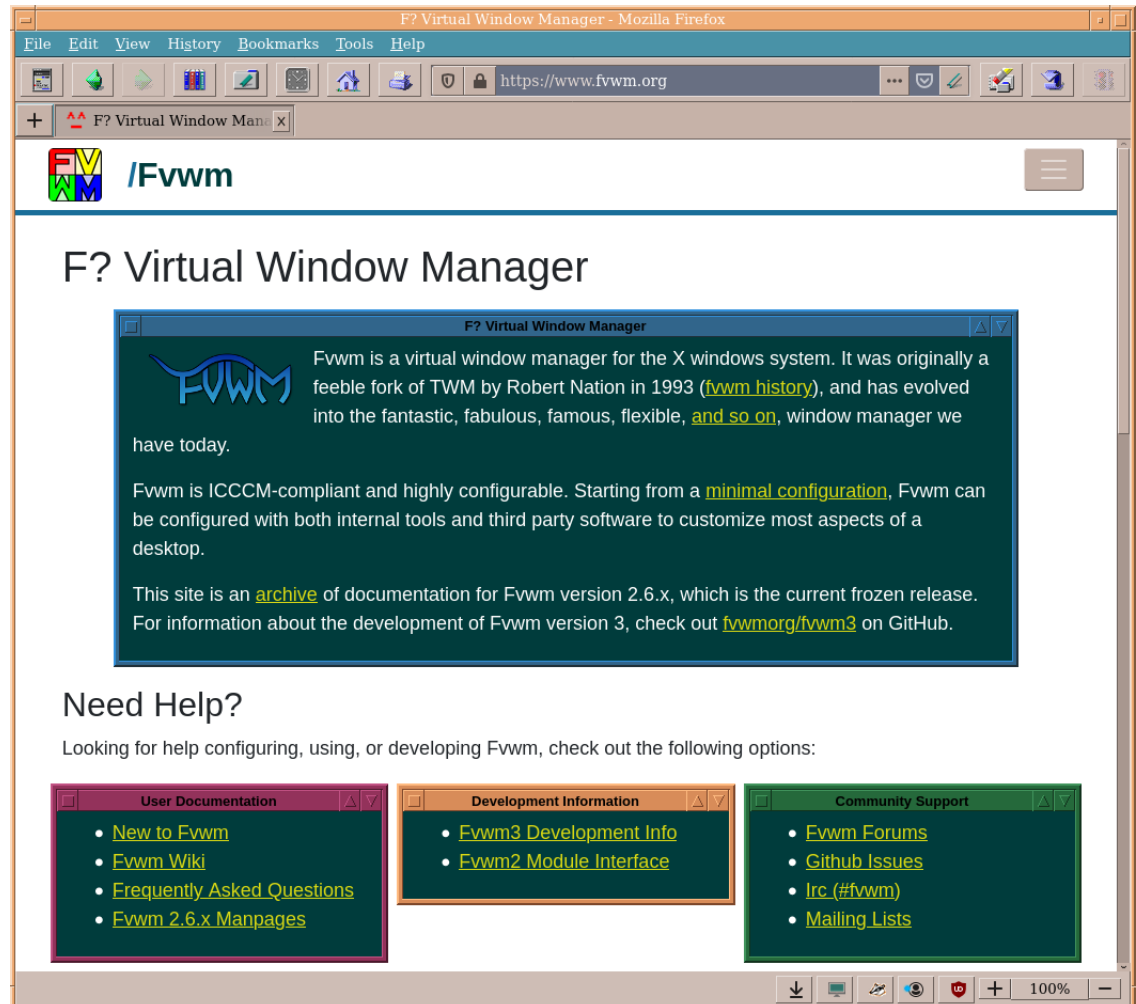 F? Virtual Window Manager - Mozilla Firefox
File Edit View History Bookmarks Tools Help
https://www.fvwm.org
F? Virtual Window Mana
FVWM
/Fvwm
F? Virtual Window Manager
F? Virtual Window Manager
FVWM
Fvwm is a virtual window manager for the X windows system. It was originally a
feeble fork of TWM by Robert Nation in 1993 (fvwm history), and has evolved
into the fantastic, fabulous, famous, flexible, and so on, window manager we
have today.
Fvwm is ICCCM-compliant and highly configurable. Starting from a minimal configuration, Fvwm can
be configured with both internal tools and third party software to customize most aspects of a
desktop.
This site is an archive of documentation for Fvwm version 2.6.x, which is the current frozen release.
For information about the development of Fvwm version 3, check out fvwmorg/fvwm3 on GitHub.
Need Help?
Looking for help configuring, using, or developing Fvwm, check out the following options:
User Documentation
New to Fvwm
Fvwm Wiki
Frequently Asked Questions
Fvwm 2.6.x Manpages
Development Information
Fvwm3 Development Info
Fvwm2 Module Interface
Community Support
Fvwm Forums
Github Issues
Irc (#fvwm)
Mailing Lists
100%